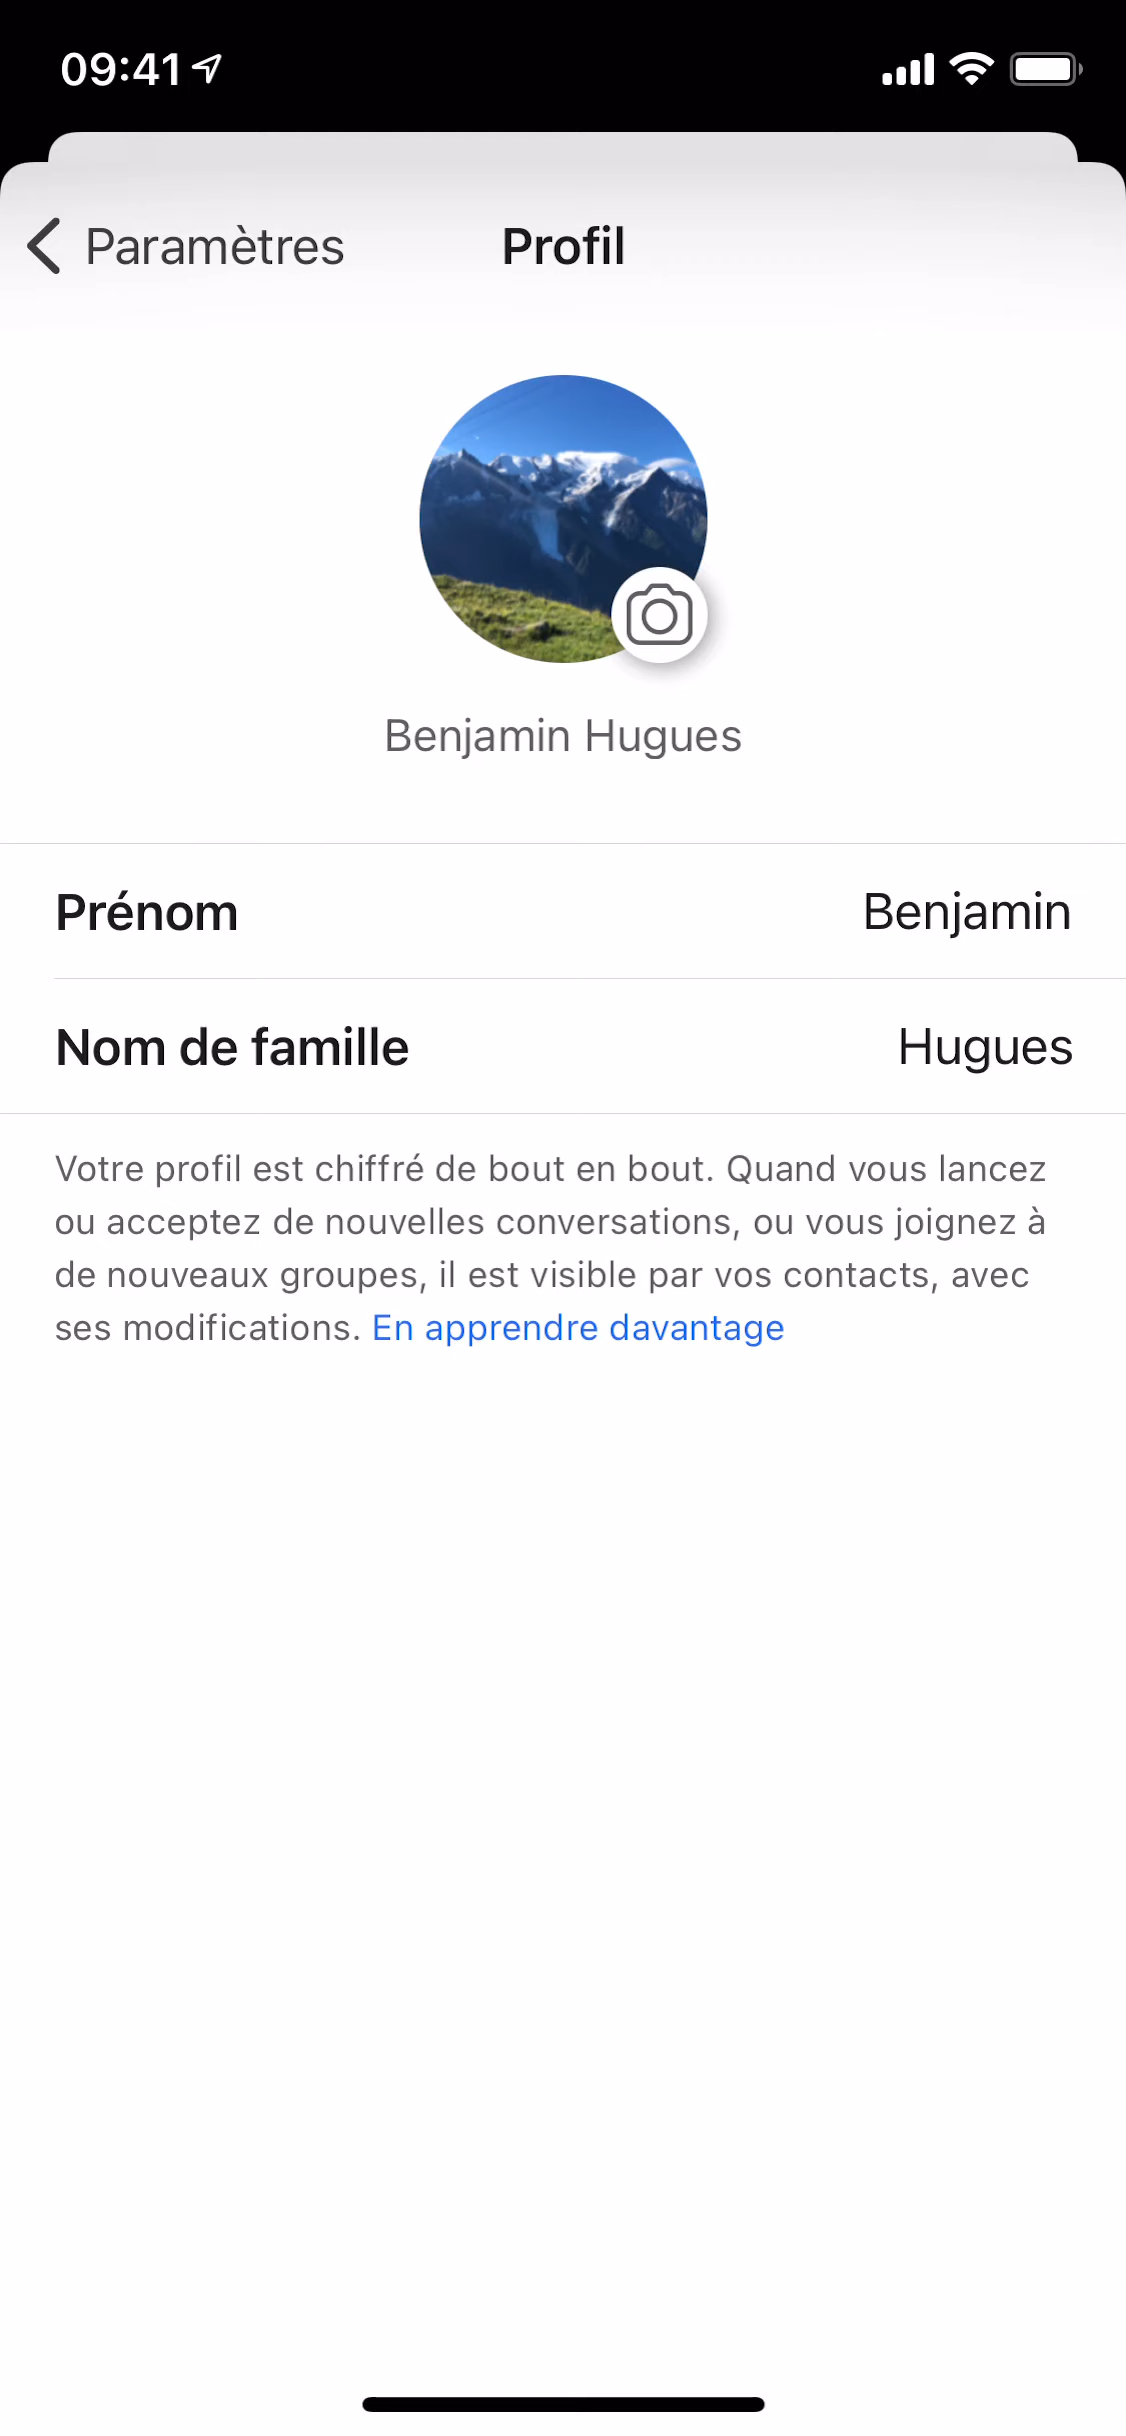 09:41
Paramètres
Profil
Benjamin Hugues
Prénom
Benjamin
Nom de famille
Hugues
Votre profil est chiffré de bout en bout. Quand vous lancez
ou acceptez de nouvelles conversations, ou vous joignez à
de nouveaux groupes, il est visible par vos contacts, avec
ses modifications. En apprendre davantage